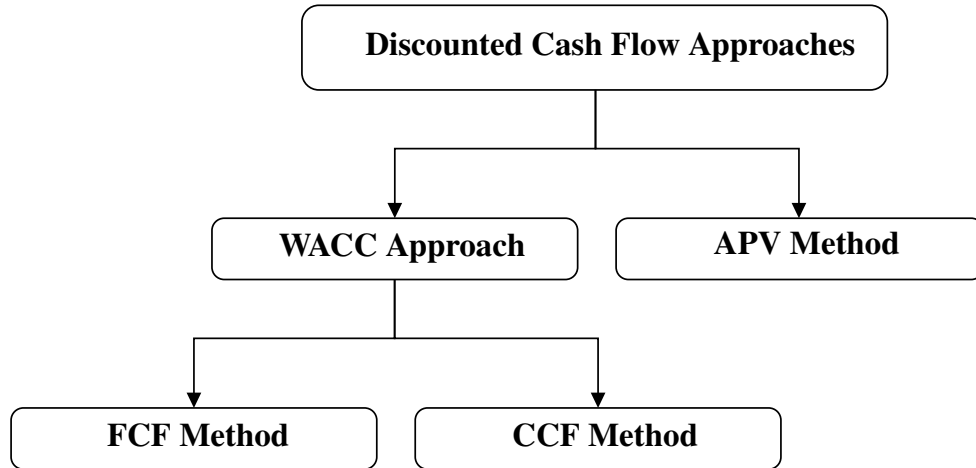 Discounted Cash Flow Approaches
WACC Approach
APV Method
FCF Method
CCF Method